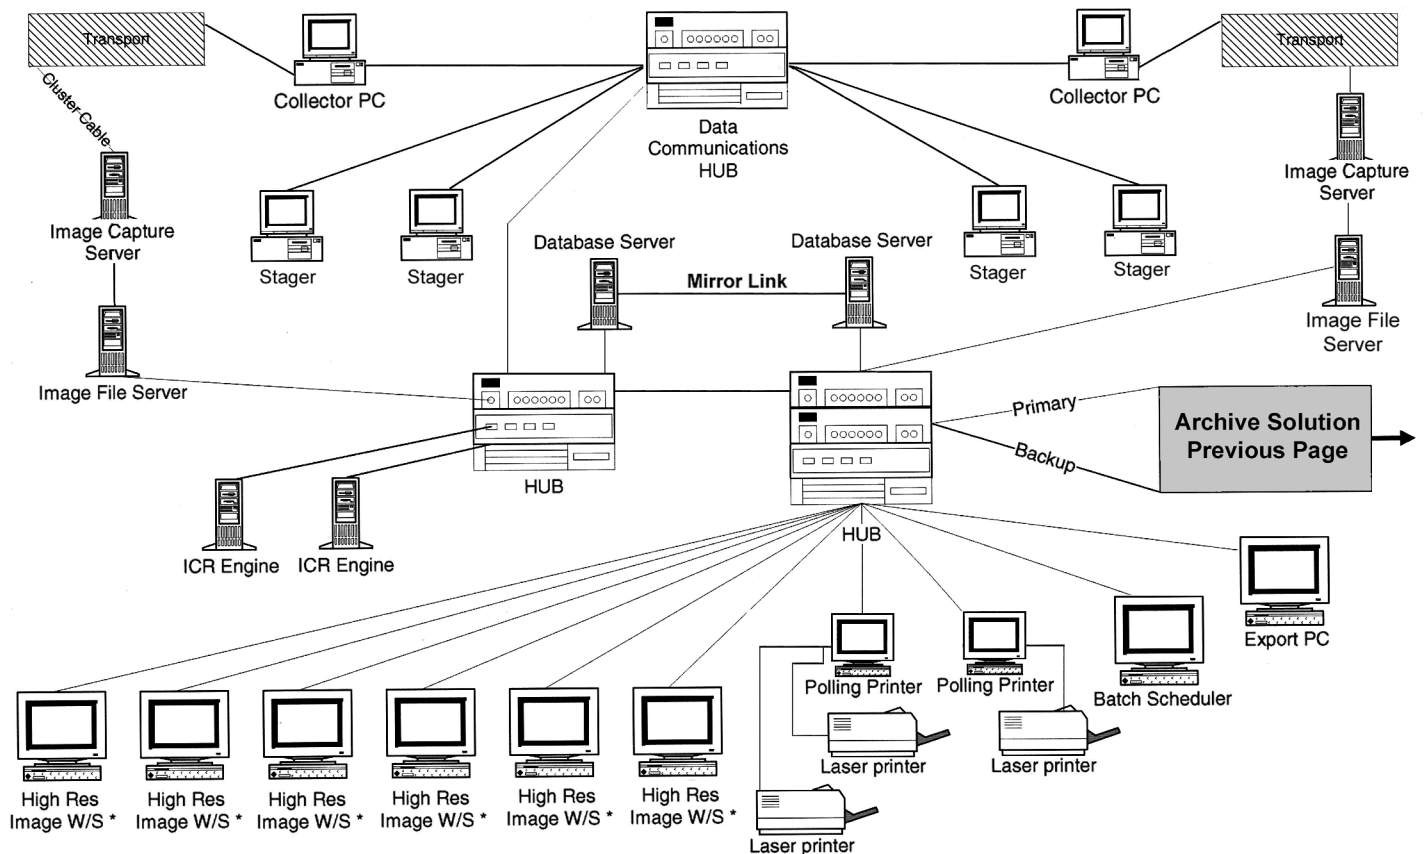 Transport
Cluster Cable
Collector PC
Data
Communications
HUB
Collector PC
Transport
Image Capture
Server
Stager
Stager
Stager
Stager
Image Capture
Server
Database Server
Mirror Link
Database Server
Image File Server
Image File
Server
HUB
Primary
Backup
Archive Solution
Previous Page
ICR Engine
ICR Engine
HUB
Export PC
Polling Printer
Polling Printer
Batch Scheduler
Laser printer
Laser printer
Laser printer
High Res
Image W/S *
High Res
Image W/S *
High Res
Image W/S *
High Res
Image W/S *
High Res
Image W/S *
High Res
Image W/S *